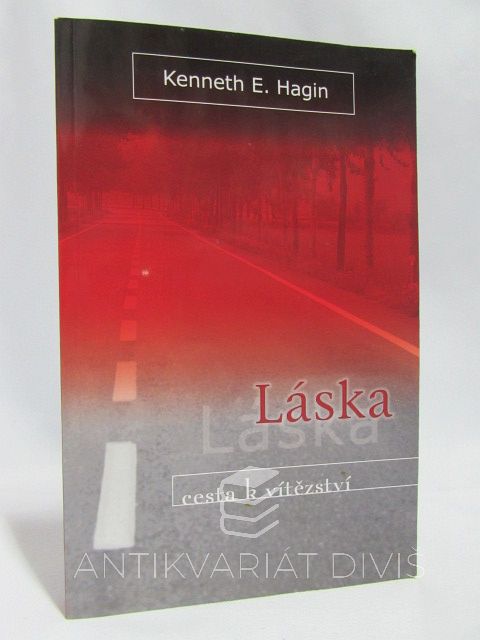 Kenneth E. Hagin
Láska
Láska
cesta k vítězství
ANTIKVARIÁT DIVIŠ